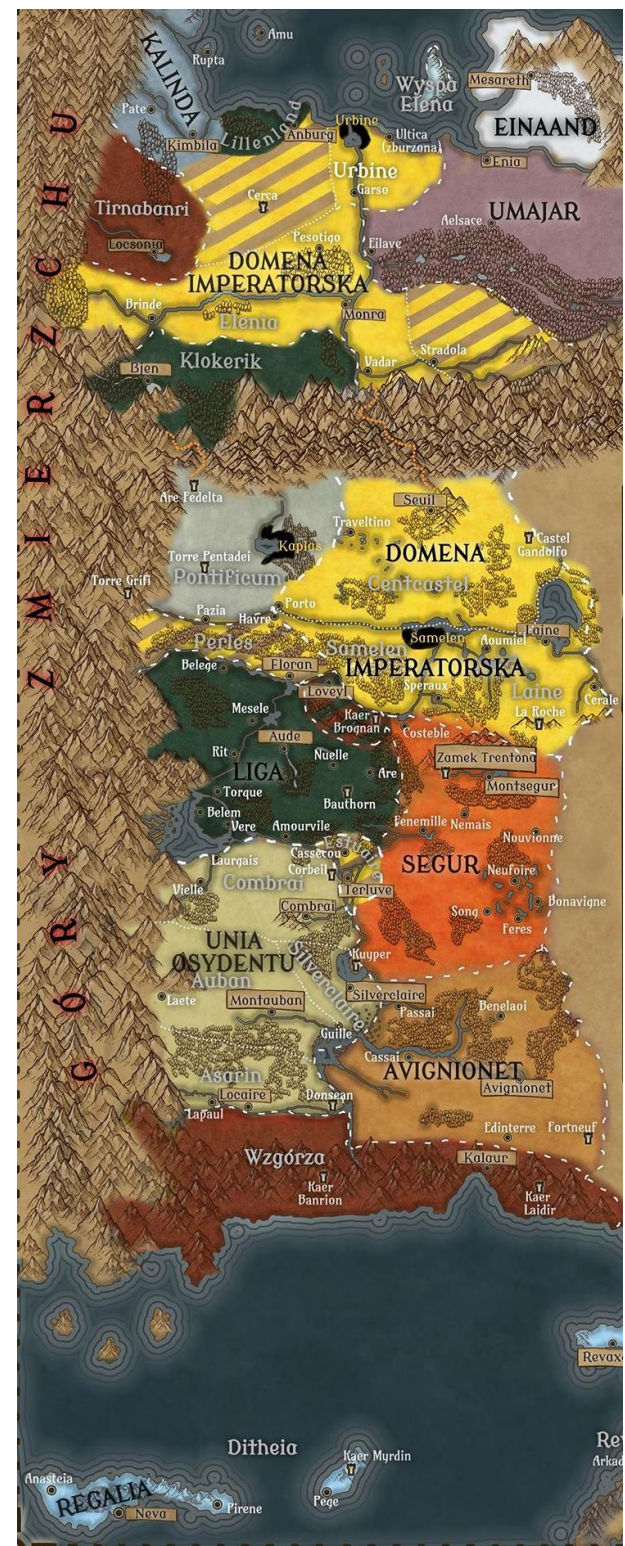 Amu
Rupta
KALINDA
Wyspa
Elena
Mesareth
EINAAND
Pate
Kimbila
Lillenland
Anburg
Urbine
Ultica
(zburzona)
Enia
Urbine
Garso
Tirnabanri
Cerca
UMAJAR
Aelsace
Locsonia
Pesotigo
Eilave
DOMENA
IMPERATORSKA
Brinde
Elenia
Monra
Klokerik
Bjen
Vadar
Stradola
GÓRY ZMIERZCHU
Are Fedelta
Seuil
Traveltino
Kaplas
DOMENA
Castel
Gandolfo
Torre Pentadei
Pontificum
Centcastel
Torre Grifi
Pazia
Havre
Porto
Perles
Samelen
Samelen
Aoumiel
Laine
Belege
Floran
IMPERATORSKA
Loveyl
Speraux
Laine
Cerale
Mesele
Kaer
Brognan
La Roche
Costeble
Aude
Rit
Nuelle
Zamek Trentona
LIGA
Are
Montsegur
Torque
Bauthorn
Belem
Vere
Amourvile
Fenemille
Nemais
Nouvionne
Estuaire
Cassecou
Laurgais
Corbeil
SEGUR
Neufoire
Combrai
Vielle
Terluve
Combrai
Song
Bonavigne
Feres
UNIA
OSYDENTU
Silverclaire
Kuyper
Auban
Laete
Montauban
Silverclaire
Passai
Benelaoi
Guille
Cassai
AVIGNIONET
Asarin
Avignionet
Locaire
Donsean
Lapaul
Edinterre
Fortneuf
Wzgórza
Kalaur
Kaer
Banrion
Kaer
Laidir
Ditheia
Kaer Myrdin
Anasteia
REGALIA
Neva
Pirene
Pege